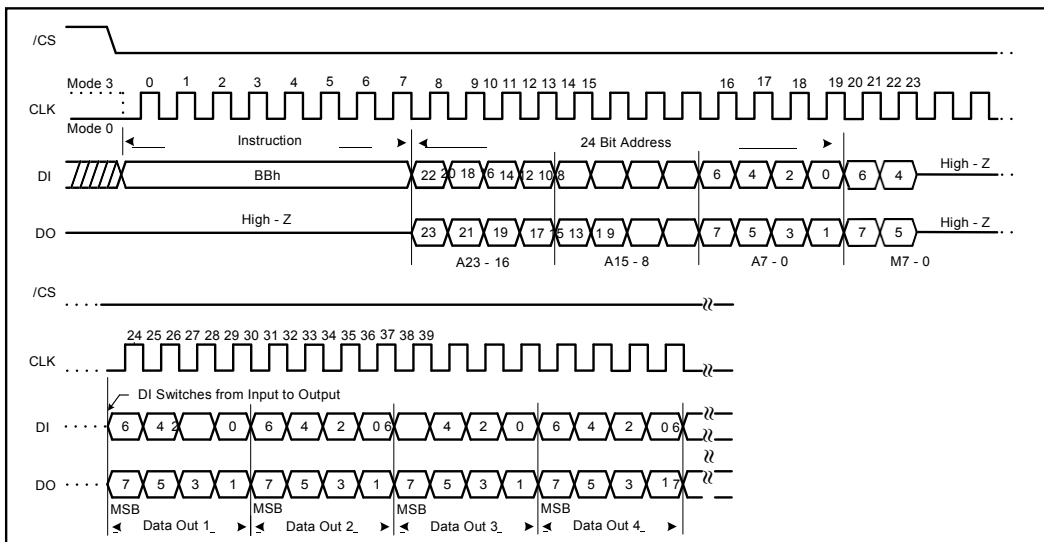 /CS
Mode 3 0 1 2 3 4 5 6 7 8 9 10 11 12 13 14 15 16 17 18 19 20 21 22 23
CLK
Mode 0
Instruction 24 Bit Address
DI BBh 22 20 18 16 14 12 10 8 6 4 2 0 6 4 High - Z
DO High - Z 23 21 19 17 15 13 1 9 7 5 3 1 7 5 High - Z
A23 - 16 A15 - 8 A7 - 0 M7 - 0
/CS
24 25 26 27 28 29 30 31 32 33 34 35 36 37 38 39
CLK
DI Switches from Input to Output
DI 6 4 2 0 6 4 2 0 6 4 2 0 6 4 2 0 6
DO 7 5 3 1 7 5 3 1 7 5 3 1 7 5 3 1 7
MSB MSB MSB MSB
Data Out 1 Data Out 2 Data Out 3 Data Out 4